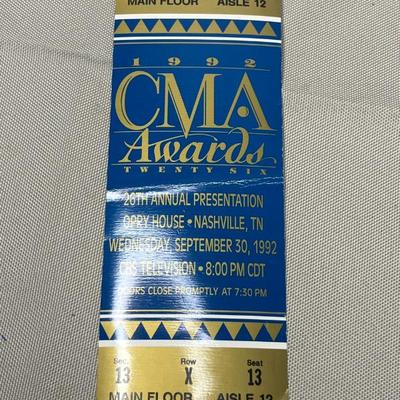 MAIN FLOOR AISLE 12
1992
CMA
Awards
TWENTY SIX
26TH ANNUAL PRESENTATION
OPRY HOUSE • NASHVILLE, TN
WEDNESDAY, SEPTEMBER 30, 1992
CBS TELEVISION • 8:00 PM CDT
DOORS CLOSE PROMPTLY AT 7:30 PM
Sec. Row Seat
13 X 13
MAIN FLOOR AISLE 12